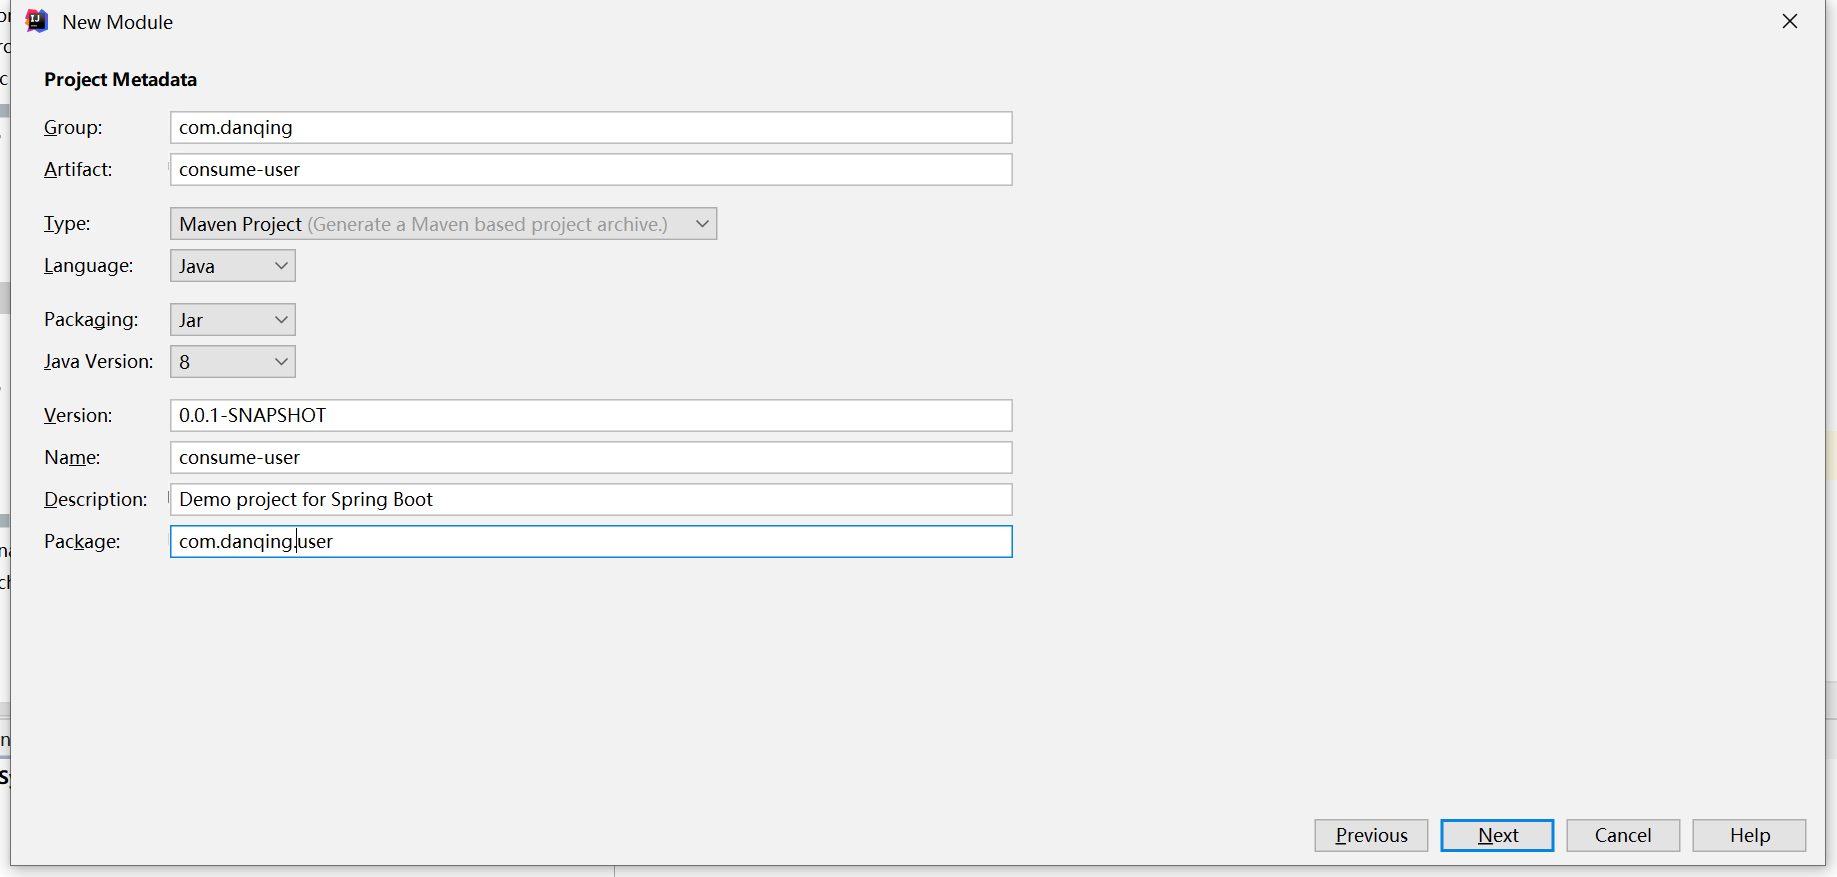 New Module
Project Metadata
Group: com.danqing
Artifact: consume-user
Type: Maven Project (Generate a Maven based project archive.)
Language: Java
Packaging: Jar
Java Version: 8
Version: 0.0.1-SNAPSHOT
Name: consume-user
Description: Demo project for Spring Boot
Package: com.danqing.user
Previous Next Cancel Help